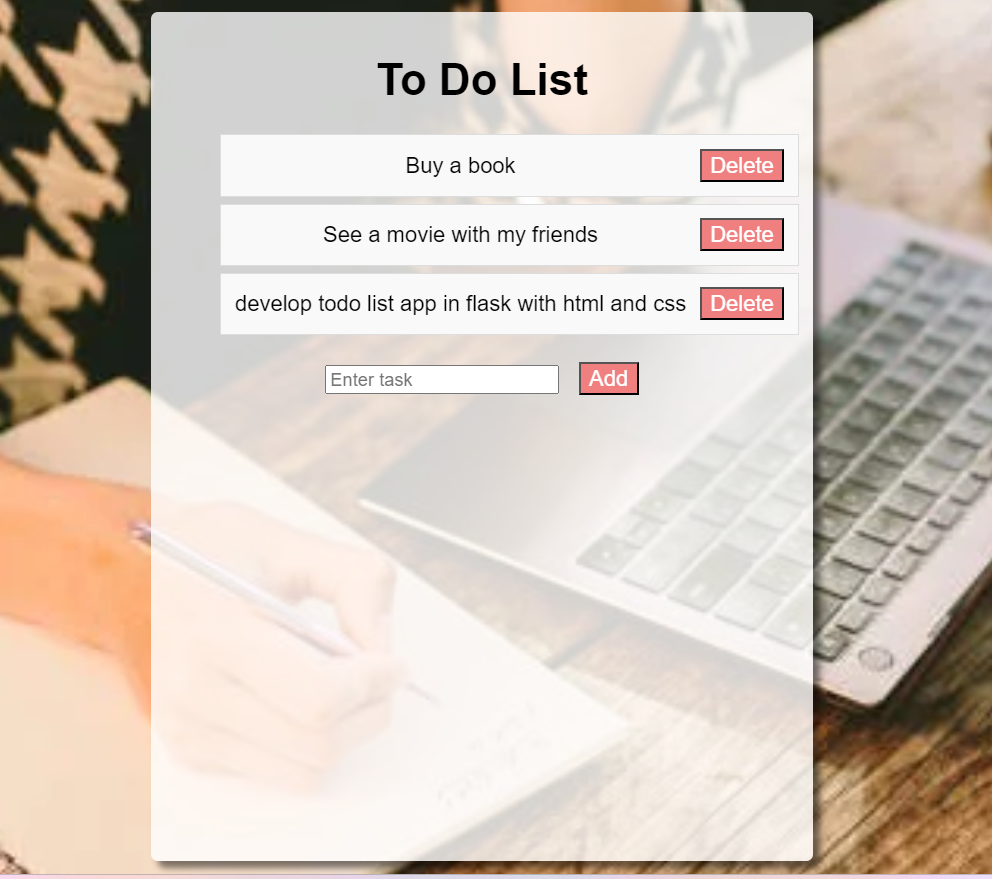 To Do List
Buy a book Delete
See a movie with my friends Delete
develop todo list app in flask with html and css Delete
Enter task Add